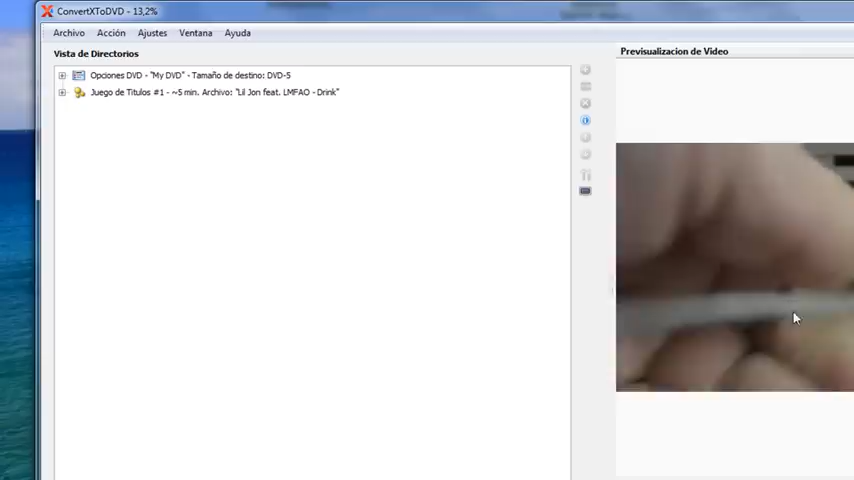 ConvertXToDVD - 13,2%
Archivo Acción Ajustes Ventana Ayuda
Vista de Directorios
Previsualizacion de Video
Opciones DVD - "My DVD" - Tamaño de destino: DVD-5
Juego de Titulos #1 - ~5 min. Archivo: "Lil Jon feat. LMFAO - Drink"